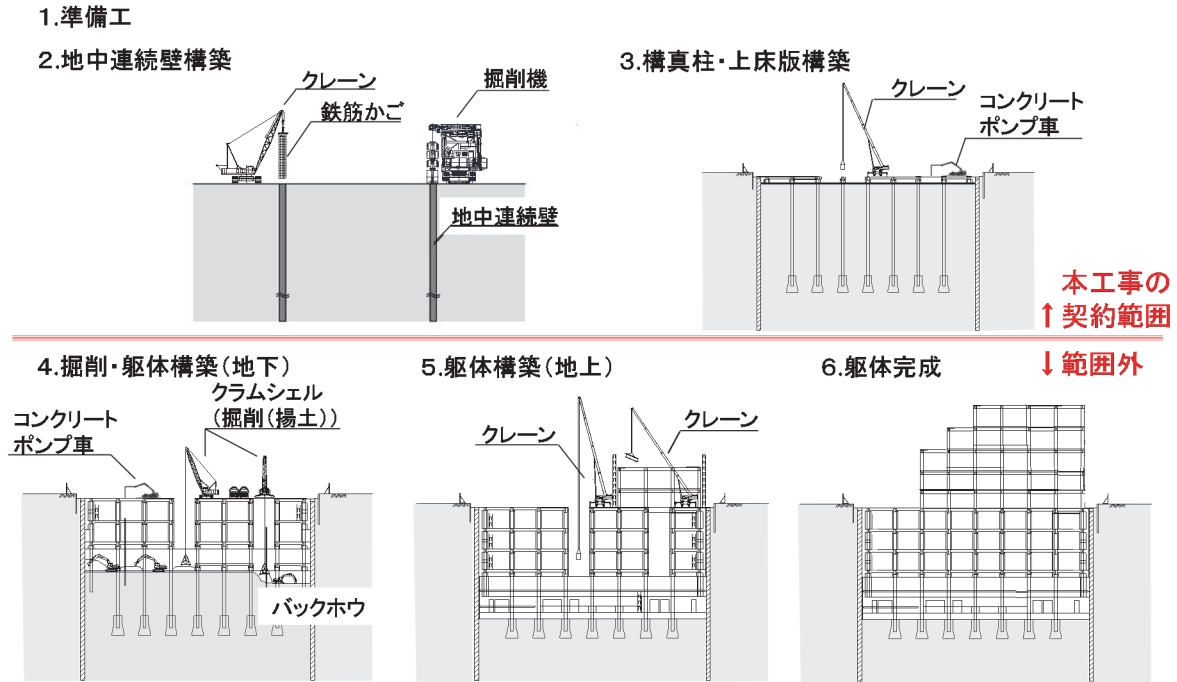 1.準備工
2.地中連続壁構築
クレーン
鉄筋かご
掘削機
地中連続壁
3.構真柱・上床版構築
クレーン
コンクリート
ポンプ車
本工事の
↑契約範囲
↓範囲外
4.掘削・躯体構築(地下)
クラムシェル
(掘削(揚土))
コンクリート
ポンプ車
バックホウ
5.躯体構築(地上)
クレーン
クレーン
6.躯体完成